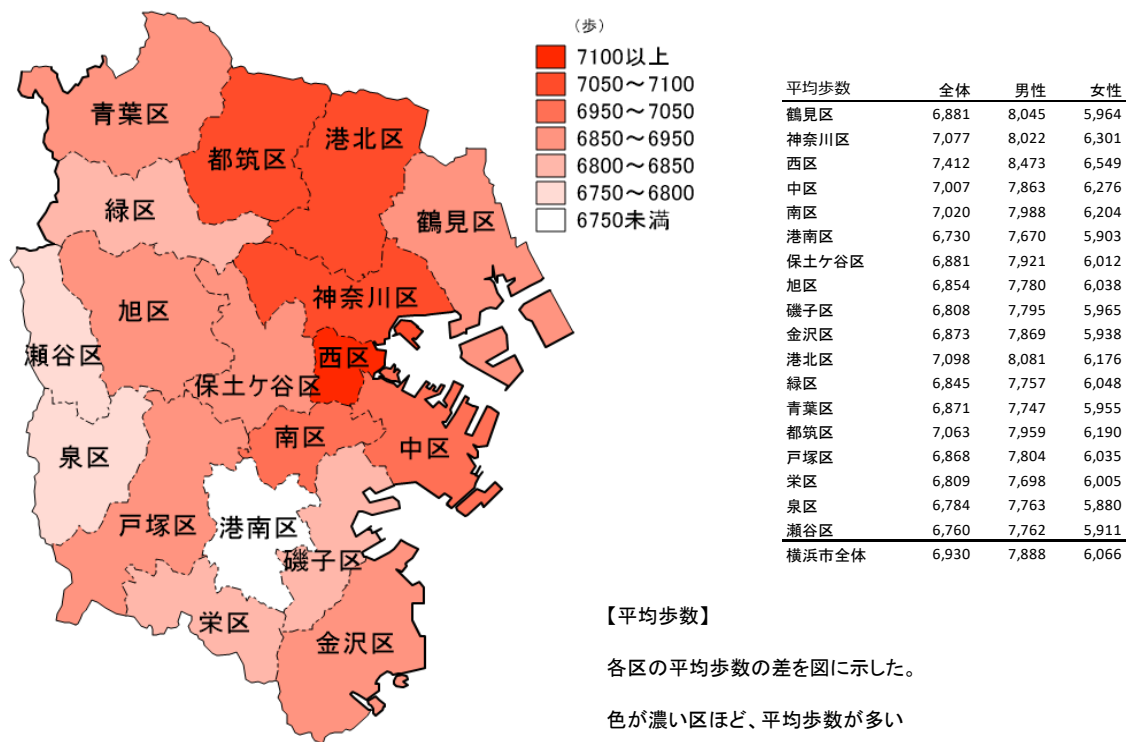 （歩）
7100以上
7050～7100
6950～7050
6850～6950
6800～6850
6750～6800
6750未満
青葉区
都筑区
港北区
緑区
鶴見区
旭区
神奈川区
瀬谷区
西区
保土ケ谷区
南区
中区
泉区
戸塚区
港南区
磯子区
栄区
金沢区
平均歩数 全体 男性 女性
鶴見区 6,881 8,045 5,964
神奈川区 7,077 8,022 6,301
西区 7,412 8,473 6,549
中区 7,007 7,863 6,276
南区 7,020 7,988 6,204
港南区 6,730 7,670 5,903
保土ケ谷区 6,881 7,921 6,012
旭区 6,854 7,780 6,038
磯子区 6,808 7,795 5,965
金沢区 6,873 7,869 5,938
港北区 7,098 8,081 6,176
緑区 6,845 7,757 6,048
青葉区 6,871 7,747 5,955
都筑区 7,063 7,959 6,190
戸塚区 6,868 7,804 6,035
栄区 6,809 7,698 6,005
泉区 6,784 7,763 5,880
瀬谷区 6,760 7,762 5,911
横浜市全体 6,930 7,888 6,066
【平均歩数】
各区の平均歩数の差を図に示した。
色が濃い区ほど、平均歩数が多い